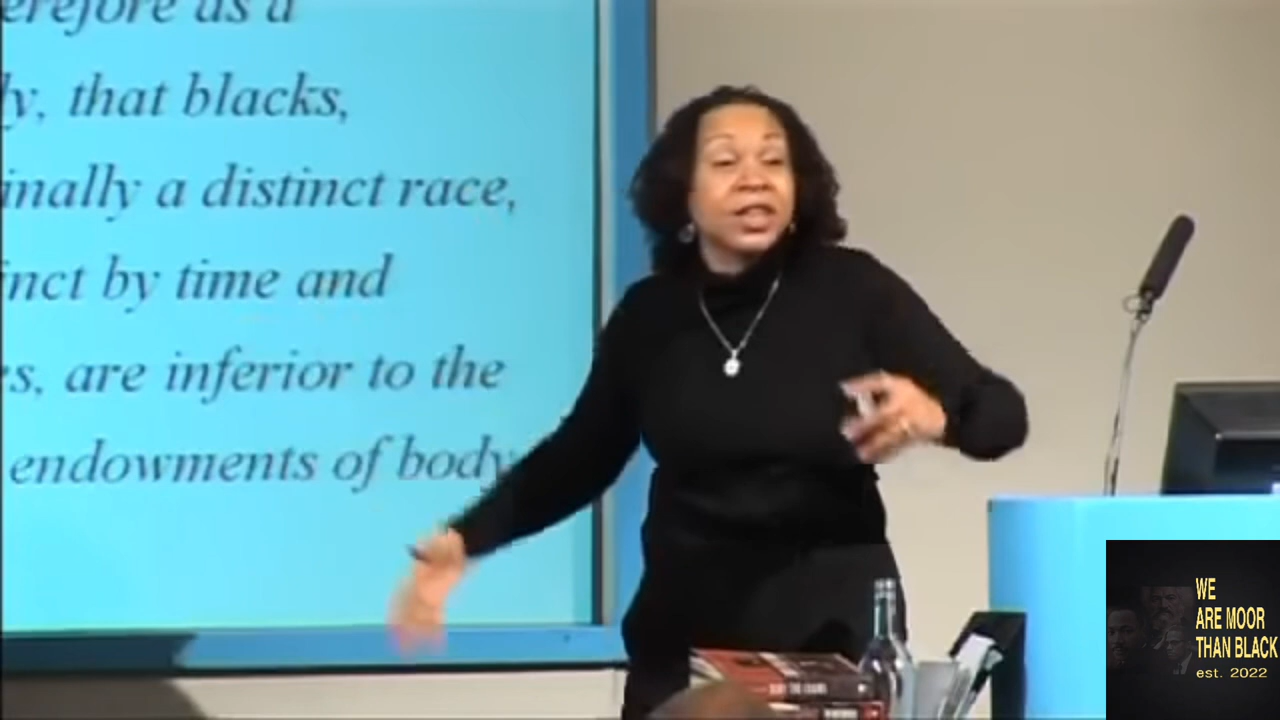 erefore as a
ly, that blacks,
inally a distinct race,
inct by time and
es, are inferior to the
endowments of body
WE
ARE MOOR
THAN BLACK
est. 2022